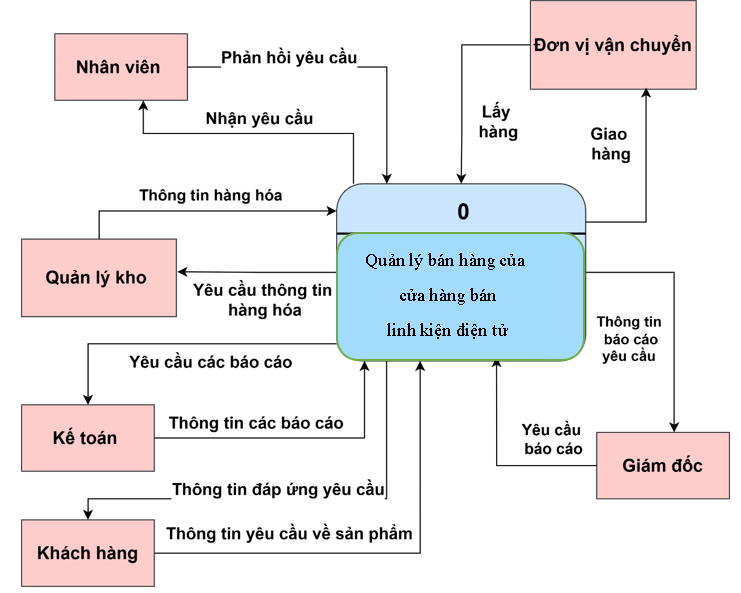 Nhân viên
Phản hồi yêu cầu
Đơn vị vận chuyển
Nhận yêu cầu
Lấy
hàng
Giao
hàng
Thông tin hàng hóa
0
Quản lý kho
Yêu cầu thông tin
hàng hóa
Quản lý bán hàng của
cửa hàng bán
linh kiện điện tử
Thông tin
báo cáo
yêu cầu
Yêu cầu các báo cáo
Kế toán
Thông tin các báo cáo
Yêu cầu
báo cáo
Giám đốc
Thông tin đáp ứng yêu cầu
Khách hàng
Thông tin yêu cầu về sản phẩm